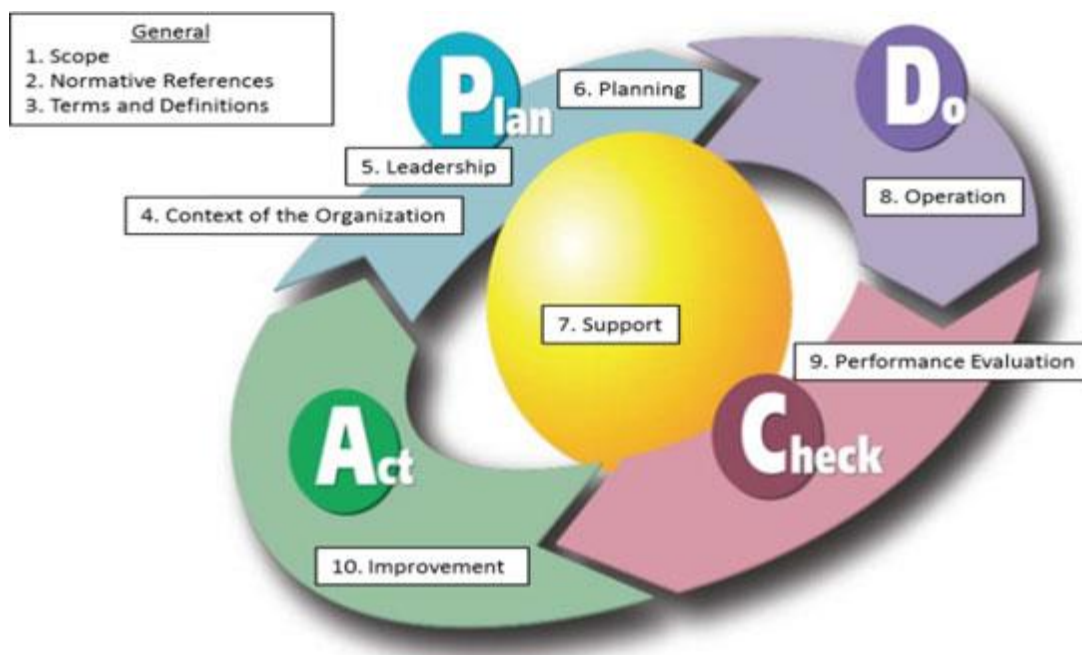 General
1. Scope
2. Normative References
3. Terms and Definitions
Plan
6. Planning
Do
5. Leadership
4. Context of the Organization
8. Operation
7. Support
9. Performance Evaluation
Act
Check
10. Improvement